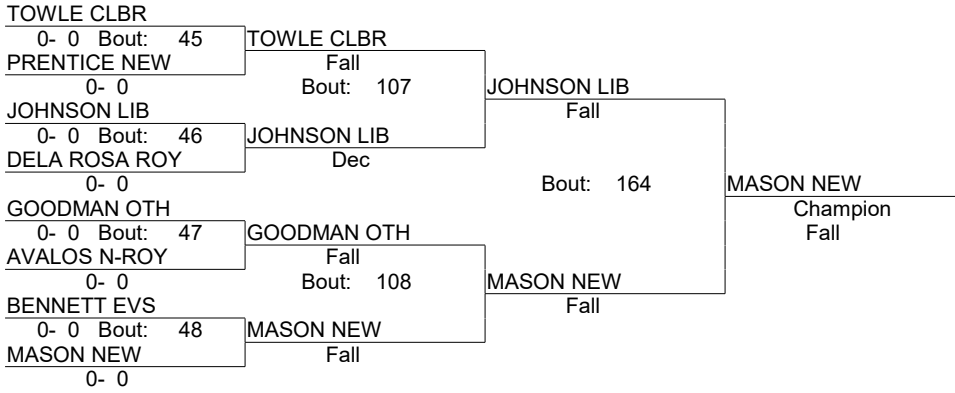 TOWLE CLBR
0- 0 Bout: 45 TOWLE CLBR
PRENTICE NEW Fall
0- 0 Bout: 107 JOHNSON LIB
JOHNSON LIB Fall
0- 0 Bout: 46 JOHNSON LIB
DELA ROSA ROY Dec
0- 0 Bout: 164 MASON NEW
GOODMAN OTH Champion
0- 0 Bout: 47 GOODMAN OTH Fall
AVALOS N-ROY Fall
0- 0 Bout: 108 MASON NEW
BENNETT EVS Fall
0- 0 Bout: 48 MASON NEW
MASON NEW Fall
0- 0